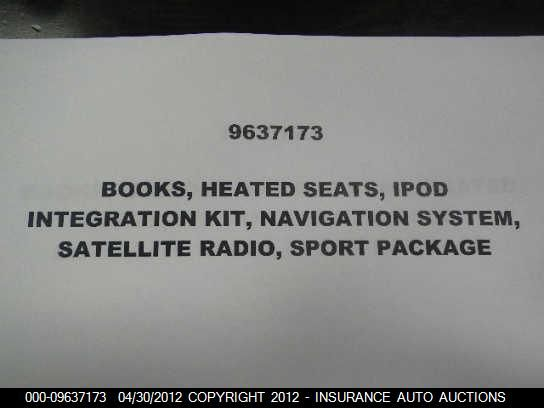 9637173
BOOKS, HEATED SEATS, IPOD
INTEGRATION KIT, NAVIGATION SYSTEM,
SATELLITE RADIO, SPORT PACKAGE
000-09637173 04/30/2012 COPYRIGHT 2012 - INSURANCE AUTO AUCTIONS